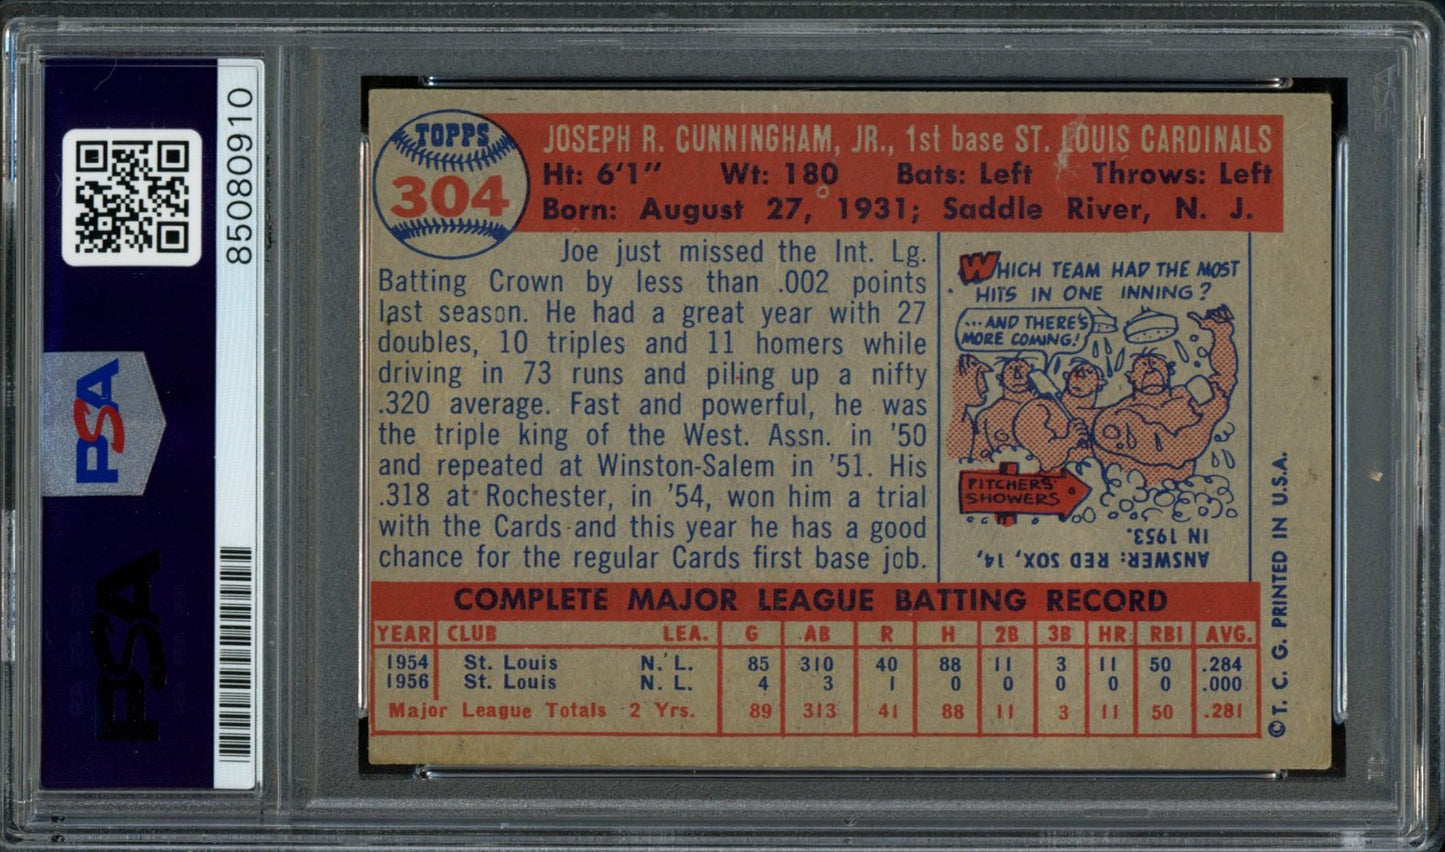 85080910
PSA
PSA
TOPPS
304
JOSEPH R. CUNNINGHAM, JR., 1st base ST. LOUIS CARDINALS
Ht: 6'1" Wt: 180 Bats: Left Throws: Left
Born: August 27, 1931; Saddle River, N. J.
Joe just missed the Int. Lg.
Batting Crown by less than .002 points
last season. He had a great year with 27
doubles, 10 triples and 11 homers while
driving in 73 runs and piling up a nifty
.320 average. Fast and powerful, he was
the triple king of the West. Assn. in '50
and repeated at Winston-Salem in '51. His
.318 at Rochester, in '54, won him a trial
with the Cards and this year he has a good
chance for the regular Cards first base job.
WHICH TEAM HAD THE MOST
HITS IN ONE INNING?
...AND THERE'S
MORE COMING!
PITCHERS'
SHOWERS
ANSWER: RED SOX, 14,
IN 1953.
COMPLETE MAJOR LEAGUE BATTING RECORD
YEAR CLUB LEA. G AB R H 2B 3B HR RBI AVG.
1954 St. Louis N. L. 85 310 40 88 11 3 11 50 .284
1956 St. Louis N. L. 4 3 1 0 0 0 0 0 .000
Major League Totals 2 Yrs. 89 313 41 88 11 3 11 50 .281
©T. C. G. PRINTED IN U.S.A.
PSA